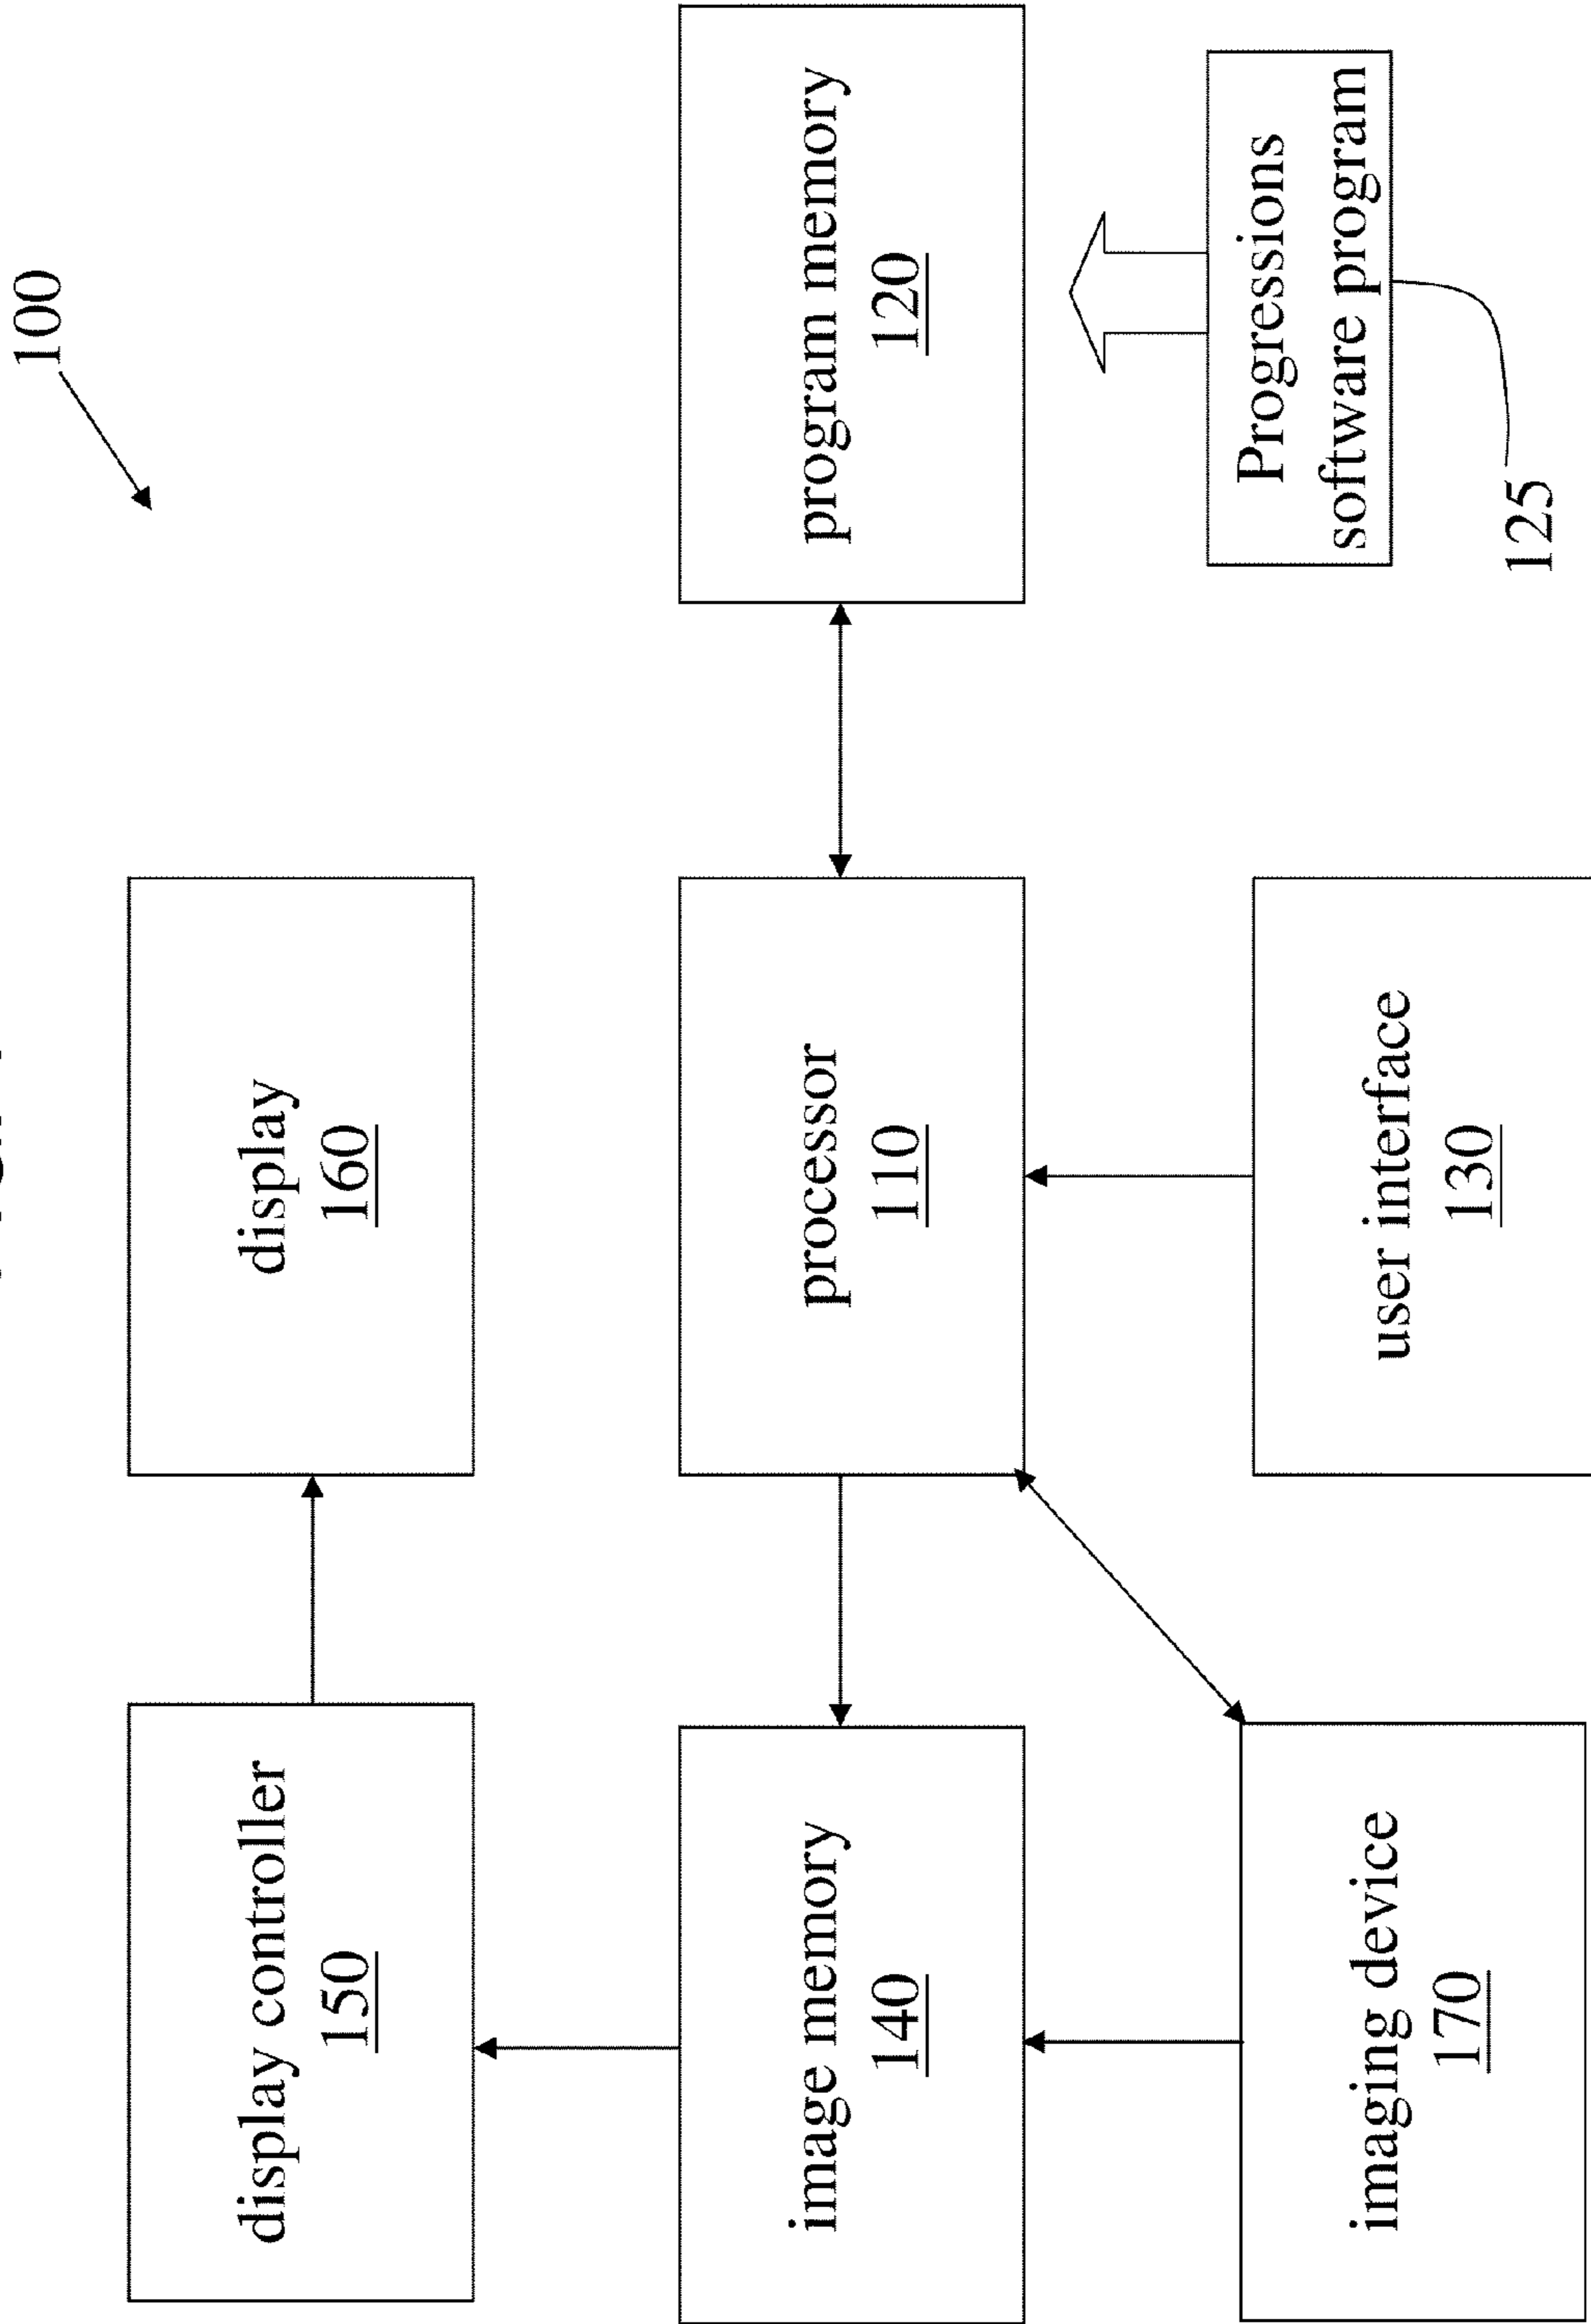 100
display controller
150
display
160
image memory
140
processor
110
program memory
120
imaging device
170
user interface
130
Progressions
software program
125